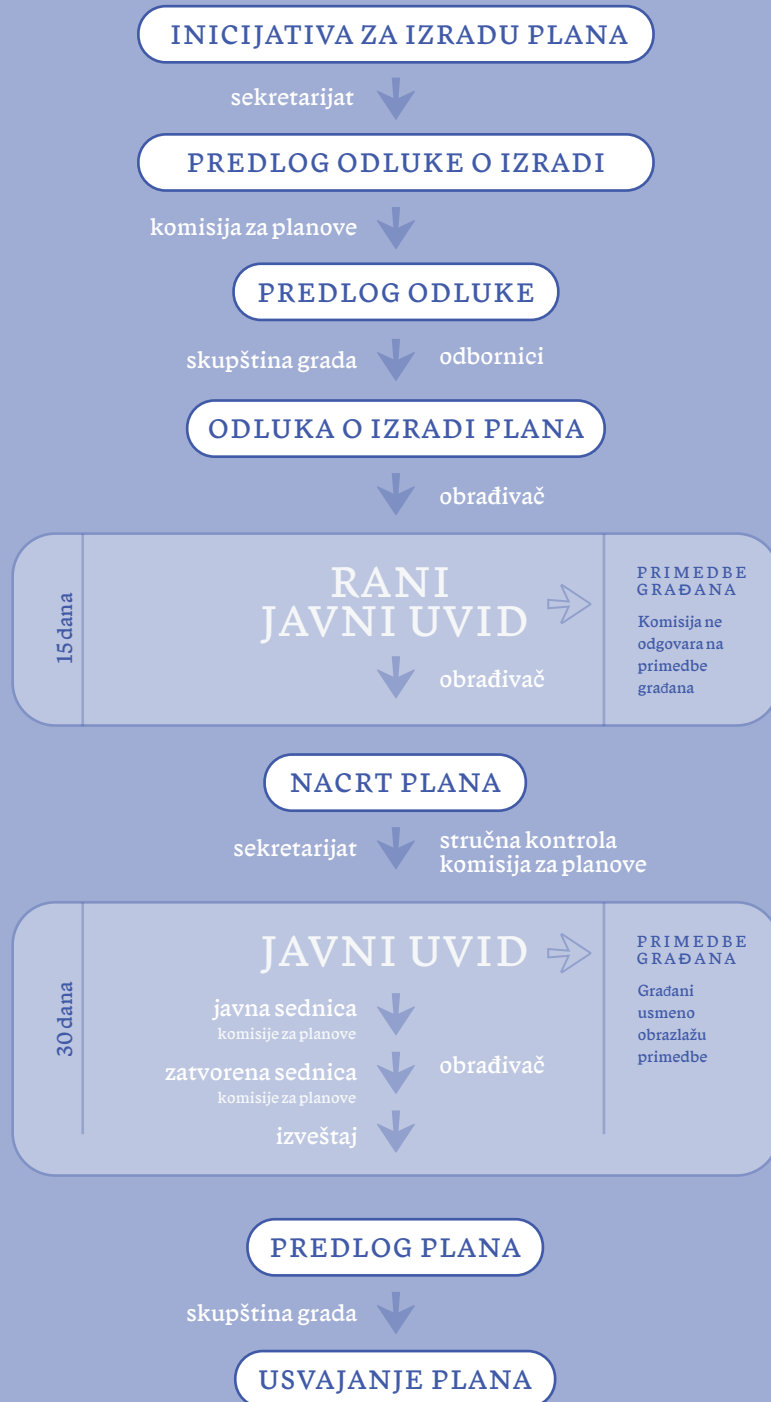 INICIJATIVA ZA IZRADU PLANA
sekretarijat
PREDLOG ODLUKE O IZRADI
komisija za planove
PREDLOG ODLUKE
skupština grada
odbornici
ODLUKA O IZRADI PLANA
obrađivač
15 dana
RANI
JAVNI UVID
obrađivač
PRIMEDBE
GRAĐANA
Komisija ne
odgovara na
primedbe
građana
NACRT PLANA
sekretarijat
stručna kontrola
komisija za planove
30 dana
JAVNI UVID
javna sednica
komisije za planove
zatvorena sednica
komisije za planove
obrađivač
izveštaj
PRIMEDBE
GRAĐANA
Građani
usmeno
obrazlažu
primedbe
PREDLOG PLANA
skupština grada
USVAJANJE PLANA